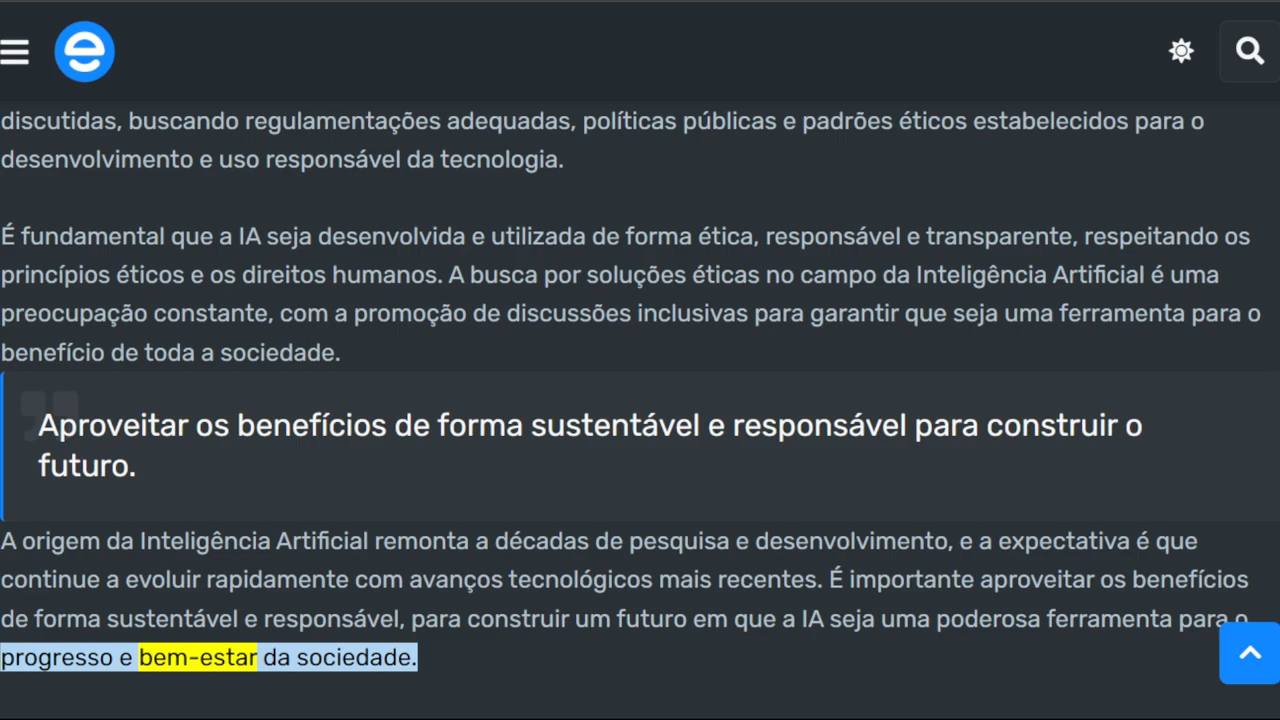 discutidas, buscando regulamentações adequadas, políticas públicas e padrões éticos estabelecidos para o
desenvolvimento e uso responsável da tecnologia.
É fundamental que a IA seja desenvolvida e utilizada de forma ética, responsável e transparente, respeitando os
princípios éticos e os direitos humanos. A busca por soluções éticas no campo da Inteligência Artificial é uma
preocupação constante, com a promoção de discussões inclusivas para garantir que seja uma ferramenta para o
benefício de toda a sociedade.
Aproveitar os benefícios de forma sustentável e responsável para construir o
futuro.
A origem da Inteligência Artificial remonta a décadas de pesquisa e desenvolvimento, e a expectativa é que
continue a evoluir rapidamente com avanços tecnológicos mais recentes. É importante aproveitar os benefícios
de forma sustentável e responsável, para construir um futuro em que a IA seja uma poderosa ferramenta para o
progresso e bem-estar da sociedade.